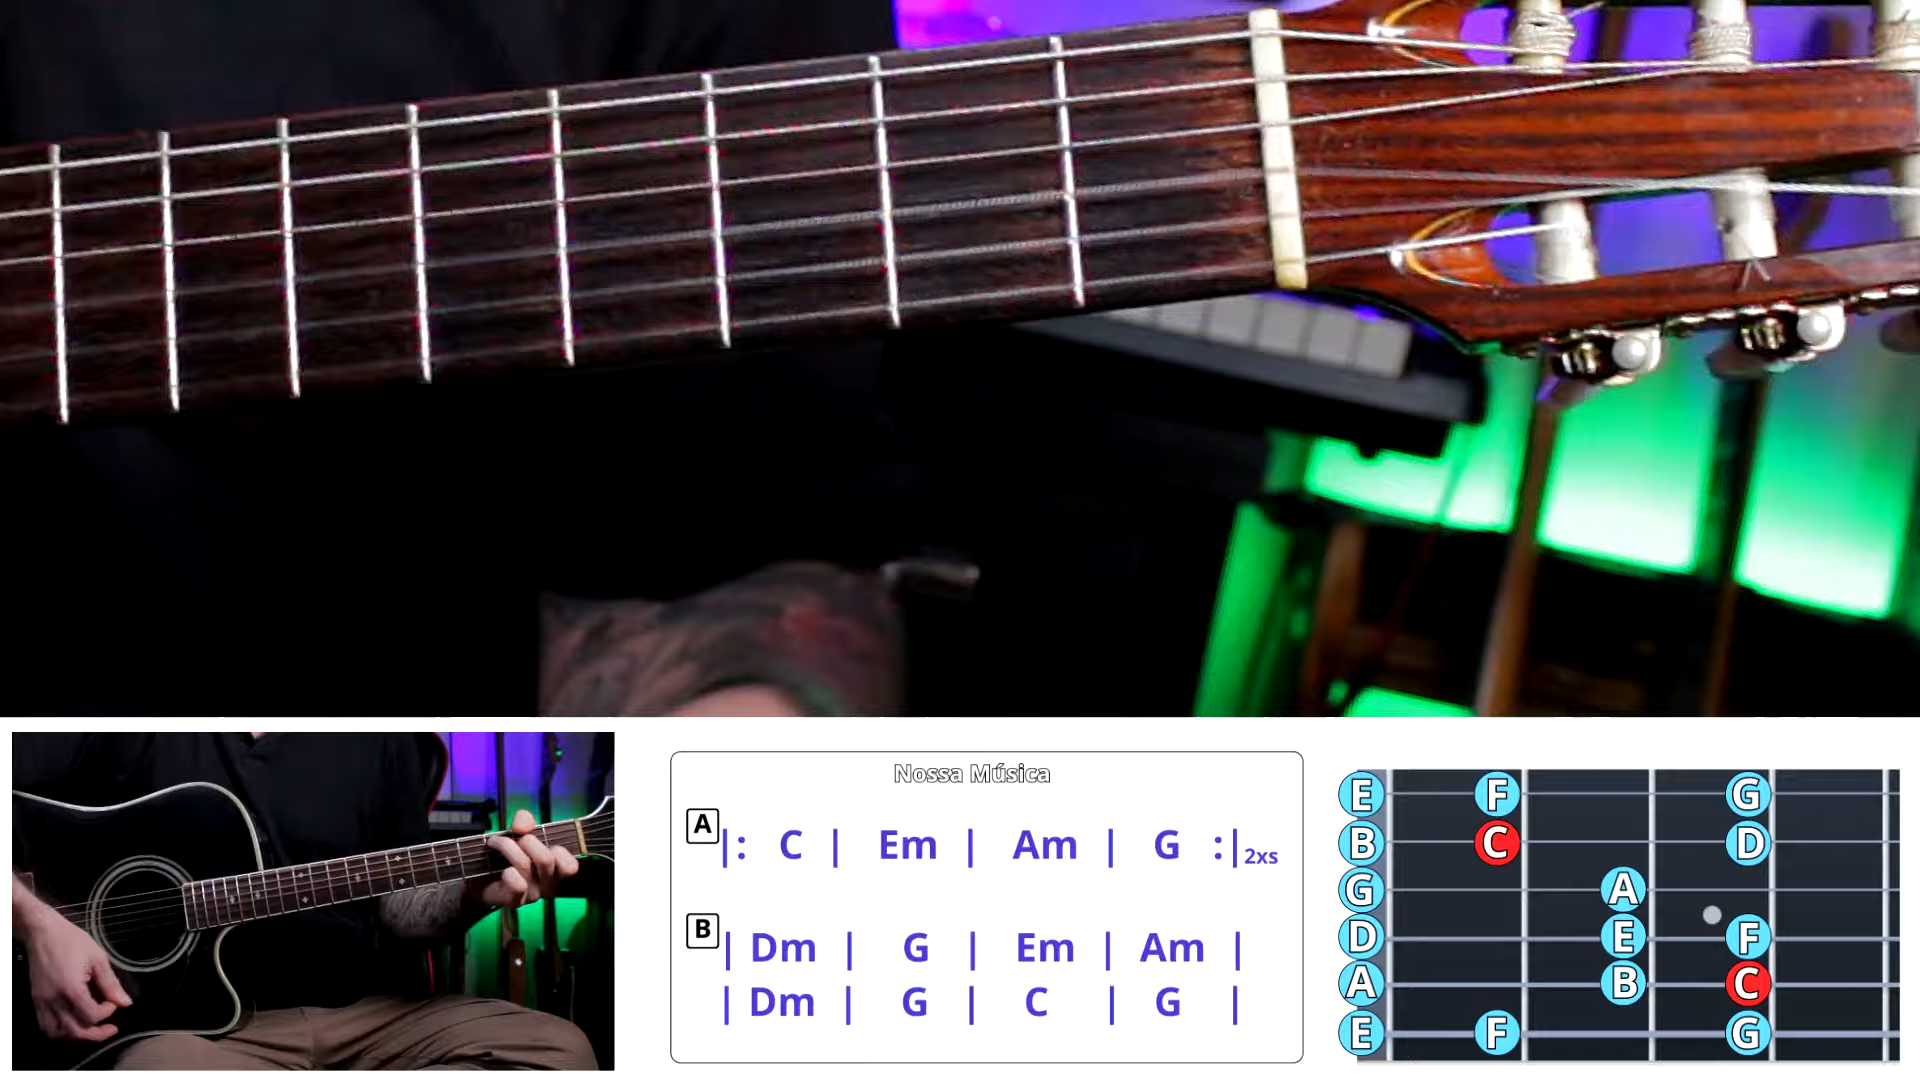 Nossa Música
A
|: C | Em | Am | G :| 2xs
B
| Dm | G | Em | Am |
| Dm | G | C | G |
E F G
B C D
G A
D E F
A B C
E F G